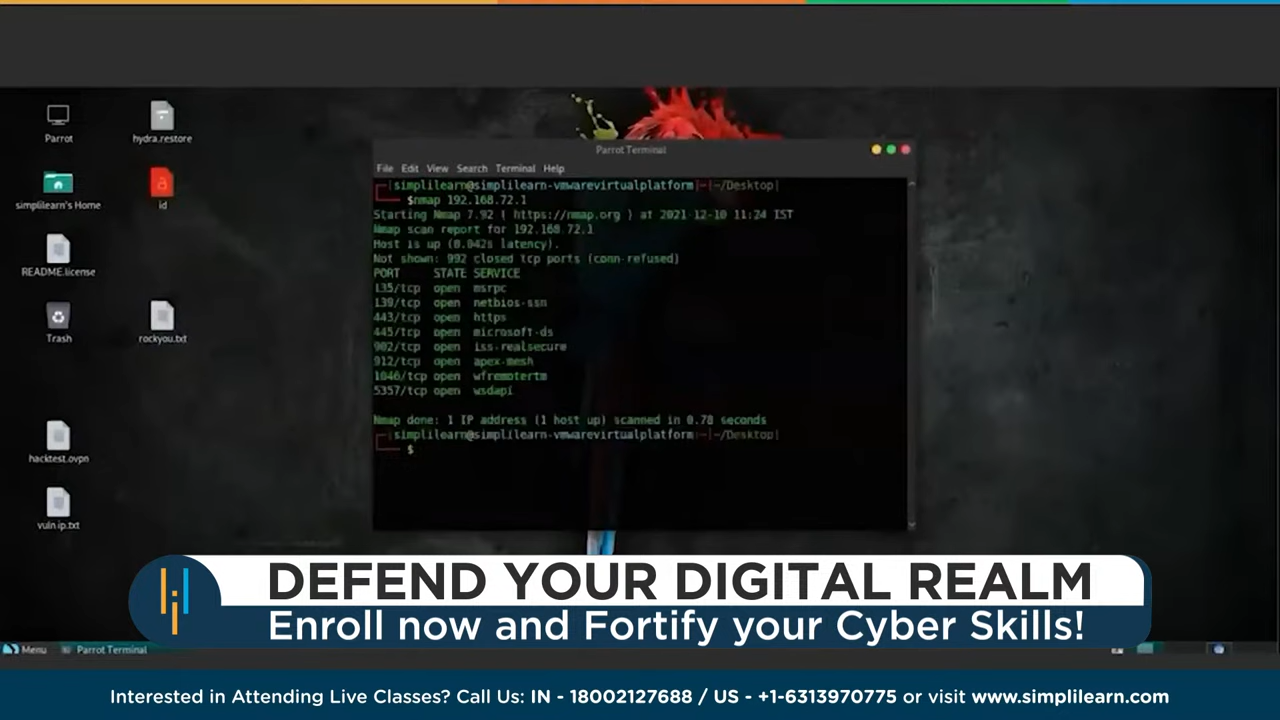 Parrot
hydra.restore
simplilearn's Home
id
README.license
Trash
rockyou.txt
hacktest.ovpn
vuln ip.txt
Parrot Terminal
File Edit View Search Terminal Help
[simplilearn@simplilearn-vmwarevirtualplatform]-[~/Desktop]
$nmap 192.168.72.1
Starting Nmap 7.92 ( https://nmap.org ) at 2021-12-10 11:24 IST
Nmap scan report for 192.168.72.1
Host is up (0.042s latency).
Not shown: 992 closed tcp ports (conn-refused)
PORT STATE SERVICE
135/tcp open msrpc
139/tcp open netbios-ssn
443/tcp open https
445/tcp open microsoft-ds
902/tcp open iss-realsecure
912/tcp open apex-mesh
1046/tcp open wfremotertm
5357/tcp open wsdapi
Nmap done: 1 IP address (1 host up) scanned in 0.78 seconds
[simplilearn@simplilearn-vmwarevirtualplatform]-[~/Desktop]
$
DEFEND YOUR DIGITAL REALM
Enroll now and Fortify your Cyber Skills!
Menu Parrot Terminal
Interested in Attending Live Classes? Call Us: IN - 18002127688 / US - +1-6313970775 or visit www.simplilearn.com